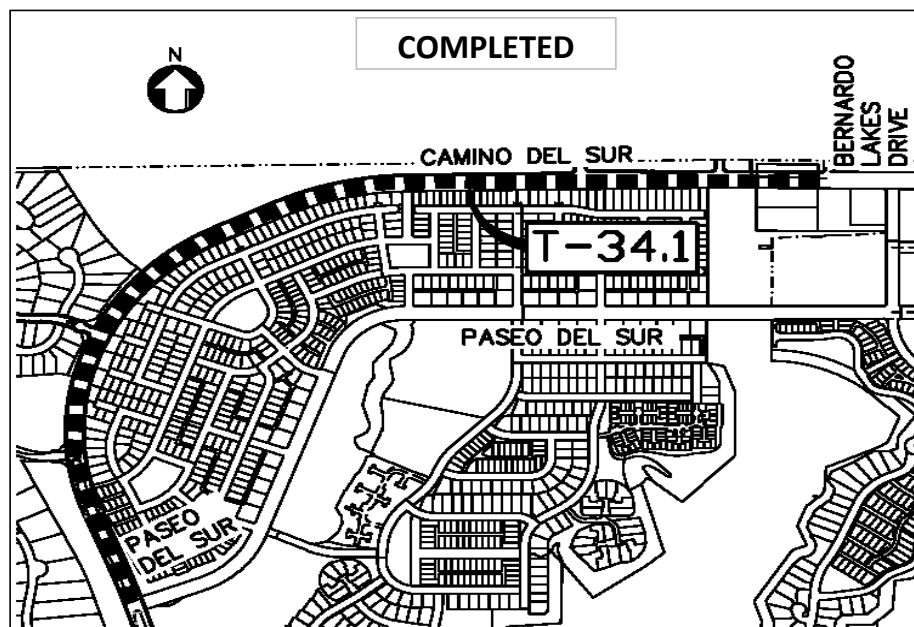 COMPLETED
N
BERNARDO
LAKES
DRIVE
CAMINO DEL SUR
T-34.1
PASEO DEL SUR
PASEO
DEL SUR